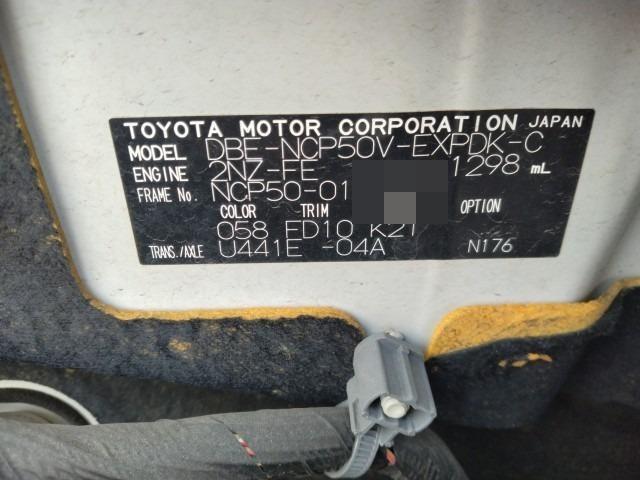 TOYOTA MOTOR CORPORATION JAPAN
MODEL DBE-NCP50V-EXPDK-C
ENGINE 2NZ-FE 1298 mL
FRAME No. NCP50-01
COLOR TRIM OPTION
058 FD10 K21
TRANS./AXLE U441E -04A N176